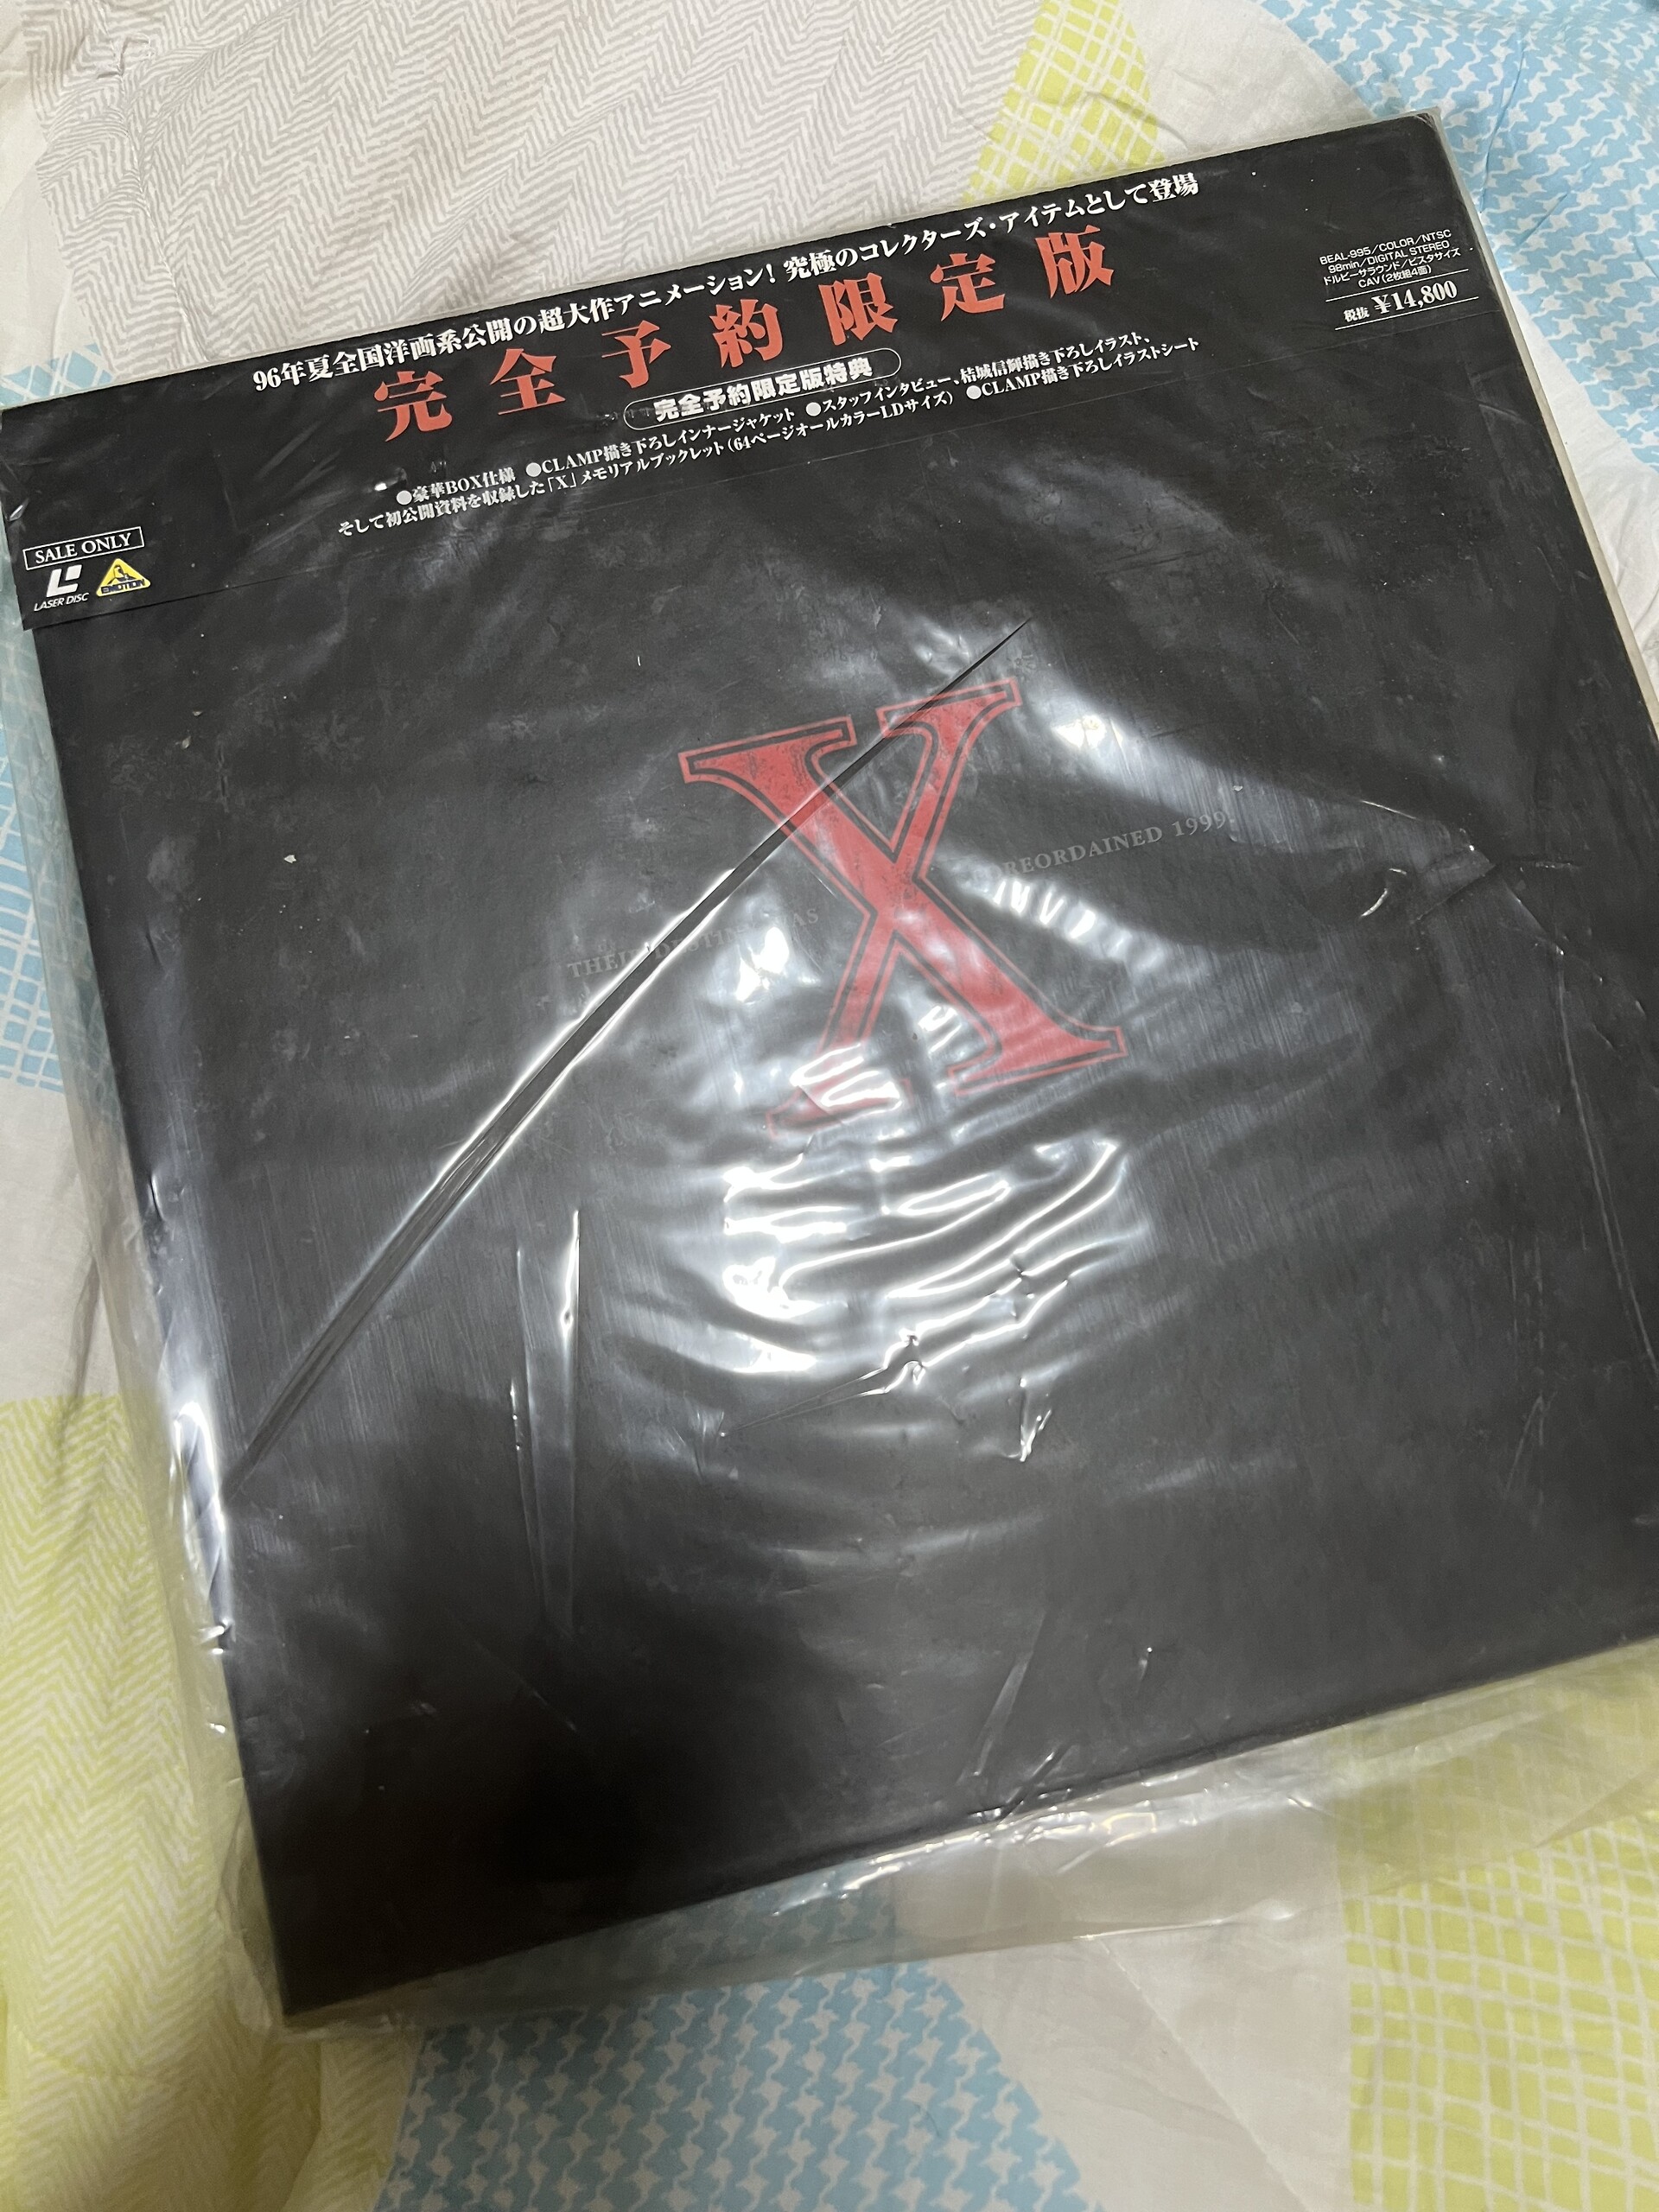 96年夏全国洋画系公開の超大作アニメーション! 究極のコレクターズ・アイテムとして登場
完全予約限定版
完全予約限定版特典
●豪華BOX仕様 ●CLAMP描き下ろしインナージャケット ●スタッフインタビュー、結城信輝描き下ろしイラスト、
そして初公開資料を収録した「X」メモリアルブックレット(64ページオールカラーLDサイズ) ●CLAMP描き下ろしイラストシート
BEAL-995/COLOR/NTSC
98min/DIGITAL STEREO
ドルビーサラウンド/ビスタサイズ
CAV(2枚組4面)
税抜 ¥14,800
SALE ONLY
LASER DISC
X
1999.